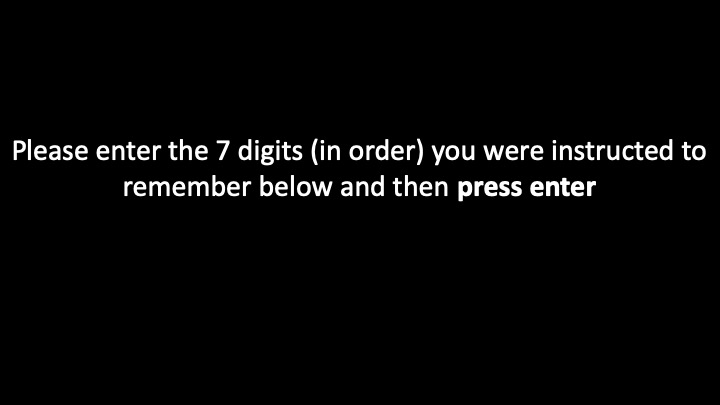 Please enter the 7 digits (in order) you were instructed to
remember below and then press enter